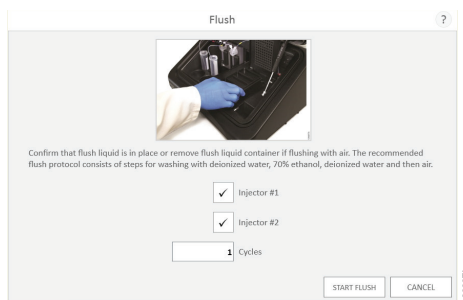 Flush
?
Confirm that flush liquid is in place or remove flush liquid container if flushing with air. The recommended
flush protocol consists of steps for washing with deionized water, 70% ethanol, deionized water and then air.
✓ Injector #1
✓ Injector #2
1 Cycles
START FLUSH
CANCEL